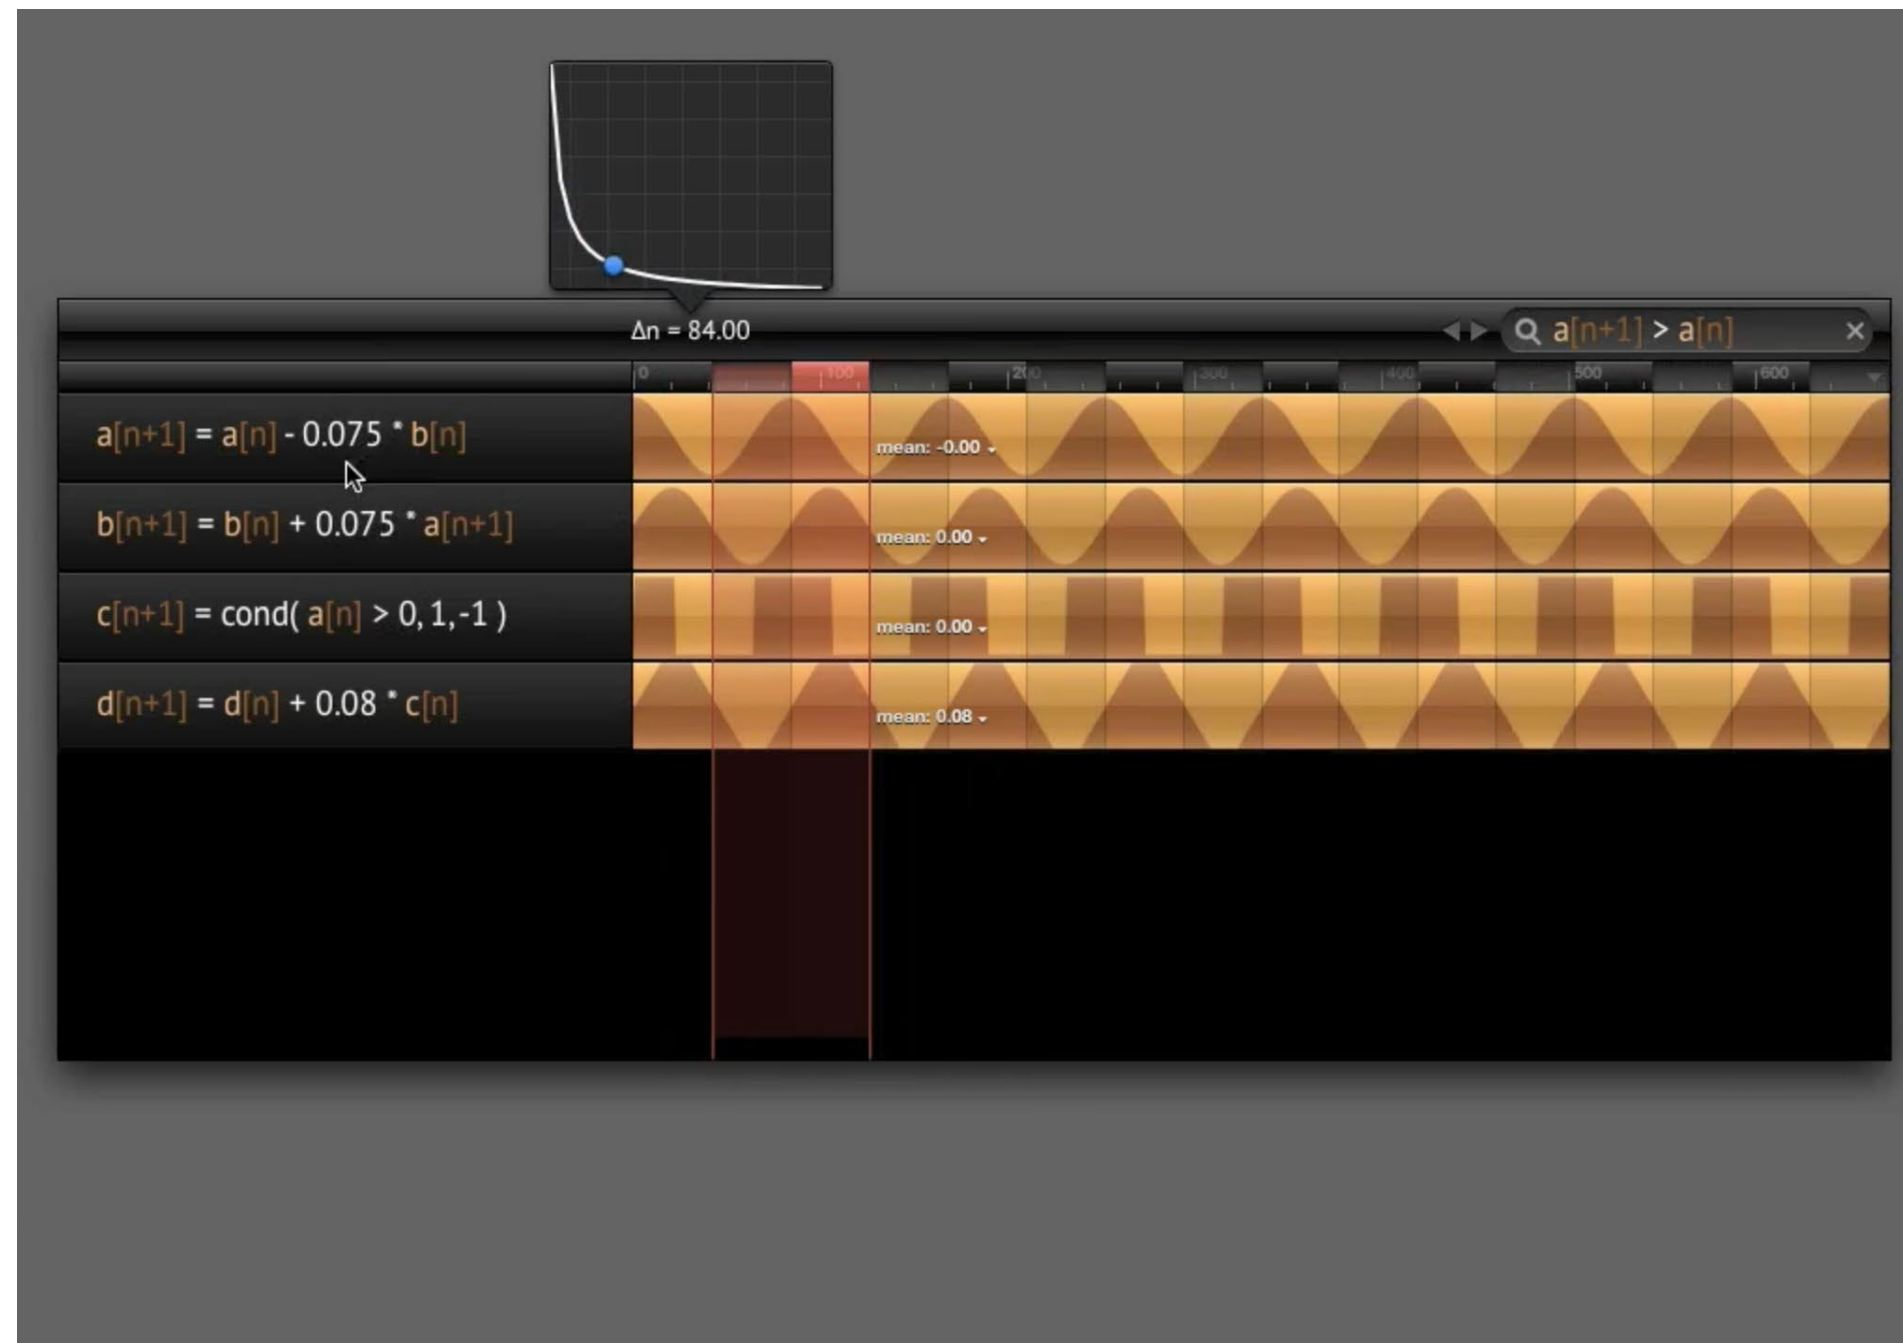 Δn = 84.00
a[n+1] > a[n]
0 100 200 300 400 500 600
a[n+1] = a[n] - 0.075 * b[n]
mean: -0.00
b[n+1] = b[n] + 0.075 * a[n+1]
mean: 0.00
c[n+1] = cond( a[n] > 0, 1,-1 )
mean: 0.00
d[n+1] = d[n] + 0.08 * c[n]
mean: 0.08